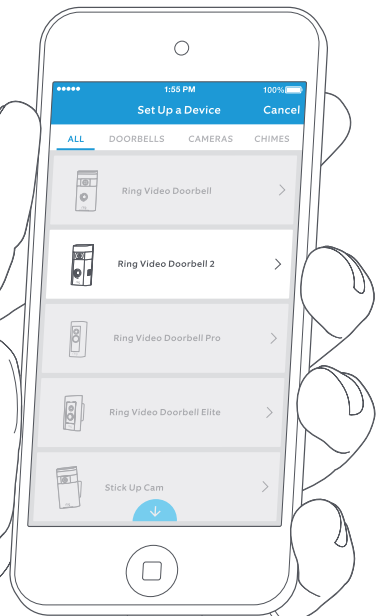 1:55 PM 100%
Set Up a Device Cancel
ALL DOORBELLS CAMERAS CHIMES
Ring Video Doorbell
Ring Video Doorbell 2
Ring Video Doorbell Pro
Ring Video Doorbell Elite
Stick Up Cam